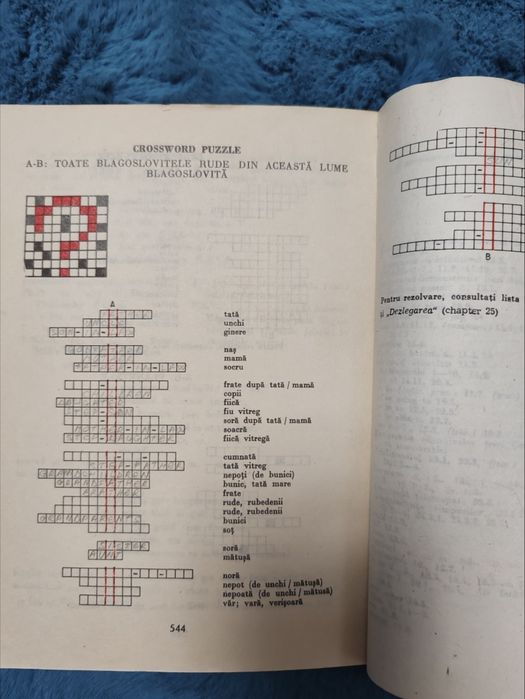 CROSSWORD PUZZLE
A-B: TOATE BLAGOSLOVITELE RUDE DIN ACEASTĂ LUME
BLAGOSLOVITĂ
A
tată
unchi
ginere
naș
mamă
socru
frate după tată / mamă
copii
fiică
fiu vitreg
soră după tată / mamă
soacră
fiică vitregă
cumnată
tată vitreg
nepoți (de bunici)
bunic, tată mare
frate
rude, rubedenii
rude, rubedenii
bunici
soț
soră
mătușă
noră
nepot (de unchi / mătușă)
nepoată (de unchi / mătușă)
văr; vară, verișoară
544
B
Pentru rezolvare, consultați lista
și „Dezlegarea" (chapter 25)